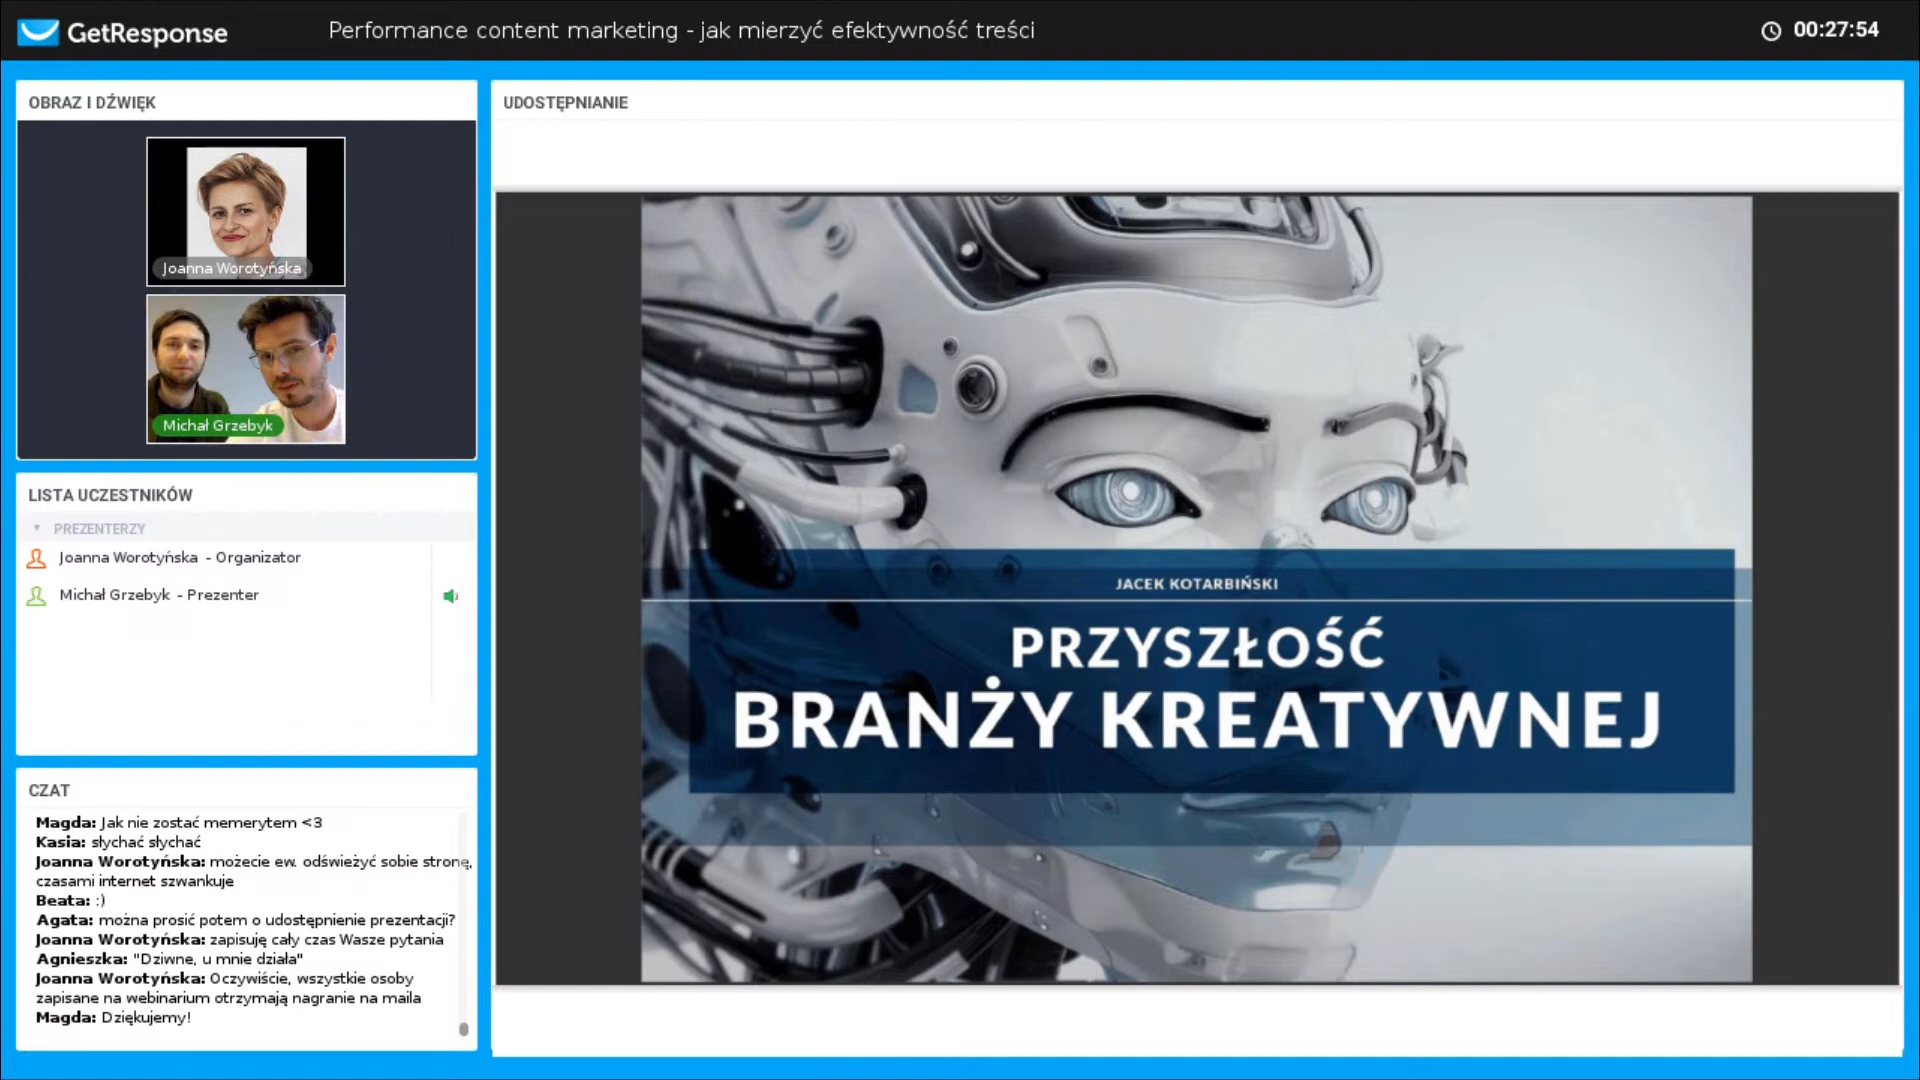 GetResponse
Performance content marketing - jak mierzyć efektywność treści
00:27:54
OBRAZ I DŹWIĘK
Joanna Worotyńska
Michał Grzebyk
LISTA UCZESTNIKÓW
PREZENTERZY
Joanna Worotyńska - Organizator
Michał Grzebyk - Prezenter
CZAT
Magda: Jak nie zostać memerytem <3
Kasia: słychać słychać
Joanna Worotyńska: możecie ew. odświeżyć sobie stronę,
czasami internet szwankuje
Beata: :)
Agata: można prosić potem o udostępnienie prezentacji?
Joanna Worotyńska: zapisuję cały czas Wasze pytania
Agnieszka: "Dziwne, u mnie działa"
Joanna Worotyńska: Oczywiście, wszystkie osoby
zapisane na webinarium otrzymają nagranie na maila
Magda: Dziękujemy!
UDOSTĘPNIANIE
JACEK KOTARBIŃSKI
PRZYSZŁOŚĆ
BRANŻY KREATYWNEJ